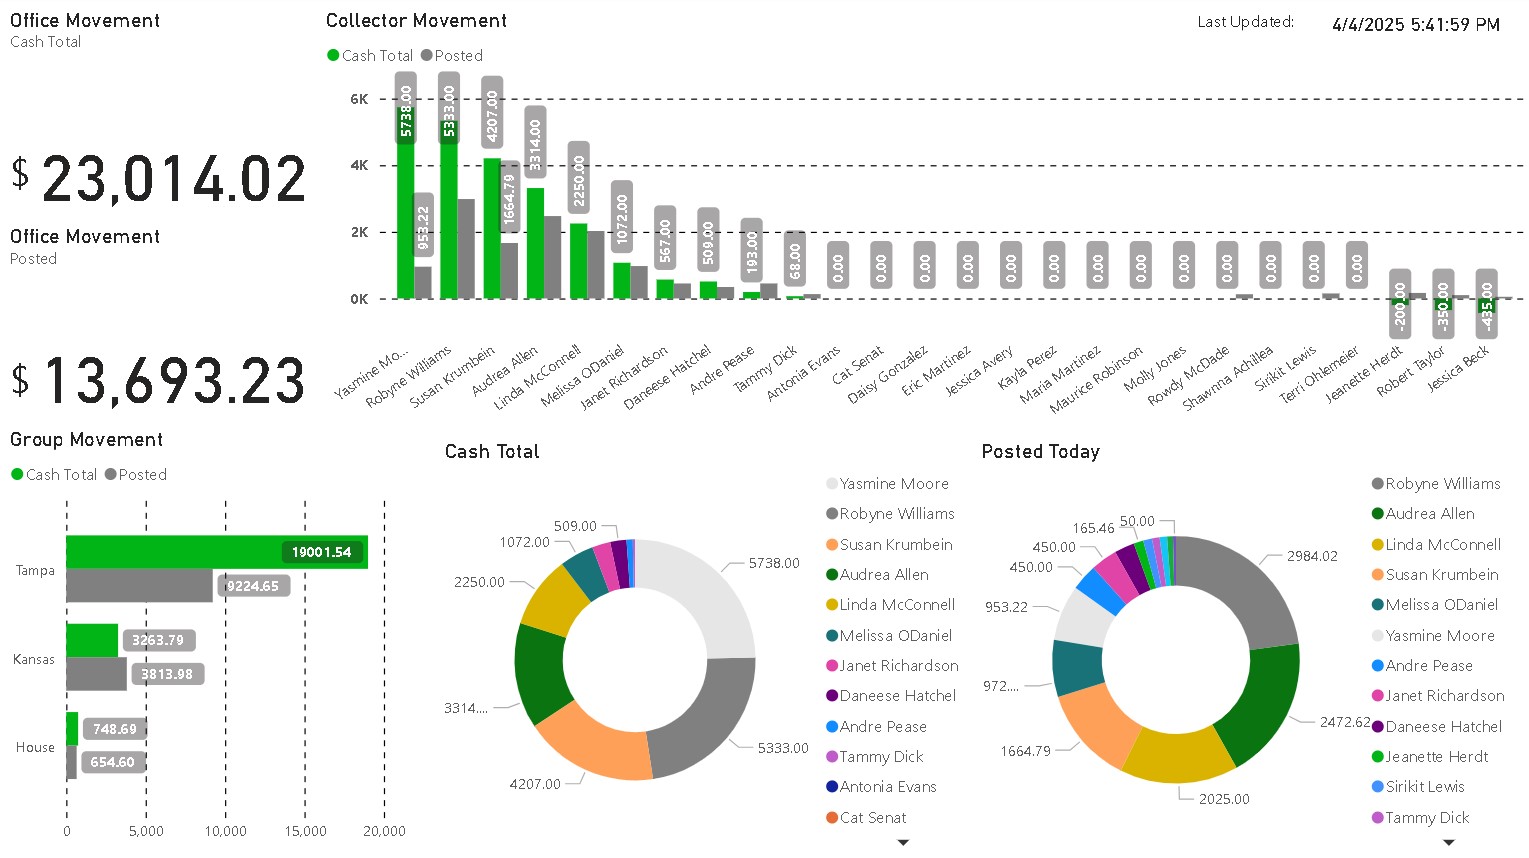 Office Movement
Cash Total
$ 23,014.02
Office Movement
Posted
$ 13,693.23
Collector Movement
Last Updated:
4/4/2025 5:41:59 PM
Cash Total Posted
6K
4K
2K
0K
5738.00
953.22
5333.00
4207.00
1664.79
3314.00
2250.00
1072.00
567.00
509.00
193.00
68.00
0.00
0.00
0.00
0.00
0.00
0.00
0.00
0.00
0.00
0.00
0.00
0.00
0.00
-200.00
-350.00
-435.00
Yasmine Mo...
Robyne Williams
Susan Krumbein
Audrea Allen
Linda McConnell
Melissa ODaniel
Janet Richardson
Daneese Hatchel
Andre Pease
Tammy Dick
Antonia Evans
Cat Senat
Daisy Gonzalez
Eric Martinez
Jessica Avery
Kayla Perez
Maria Martinez
Maurice Robinson
Molly Jones
Rowdy McDade
Shawnna Achillea
Sirikit Lewis
Terri Ohlemeier
Jeanette Herdt
Robert Taylor
Jessica Beck
Group Movement
Cash Total Posted
Tampa
19001.54
9224.65
Kansas
3263.79
3813.98
House
748.69
654.60
0 5,000 10,000 15,000 20,000
Cash Total
509.00
1072.00
2250.00
3314....
4207.00
5333.00
5738.00
Yasmine Moore
Robyne Williams
Susan Krumbein
Audrea Allen
Linda McConnell
Melissa ODaniel
Janet Richardson
Daneese Hatchel
Andre Pease
Tammy Dick
Antonia Evans
Cat Senat
Posted Today
50.00
165.46
450.00
450.00
953.22
972....
1664.79
2025.00
2472.62
2984.02
Robyne Williams
Audrea Allen
Linda McConnell
Susan Krumbein
Melissa ODaniel
Yasmine Moore
Andre Pease
Janet Richardson
Daneese Hatchel
Jeanette Herdt
Sirikit Lewis
Tammy Dick